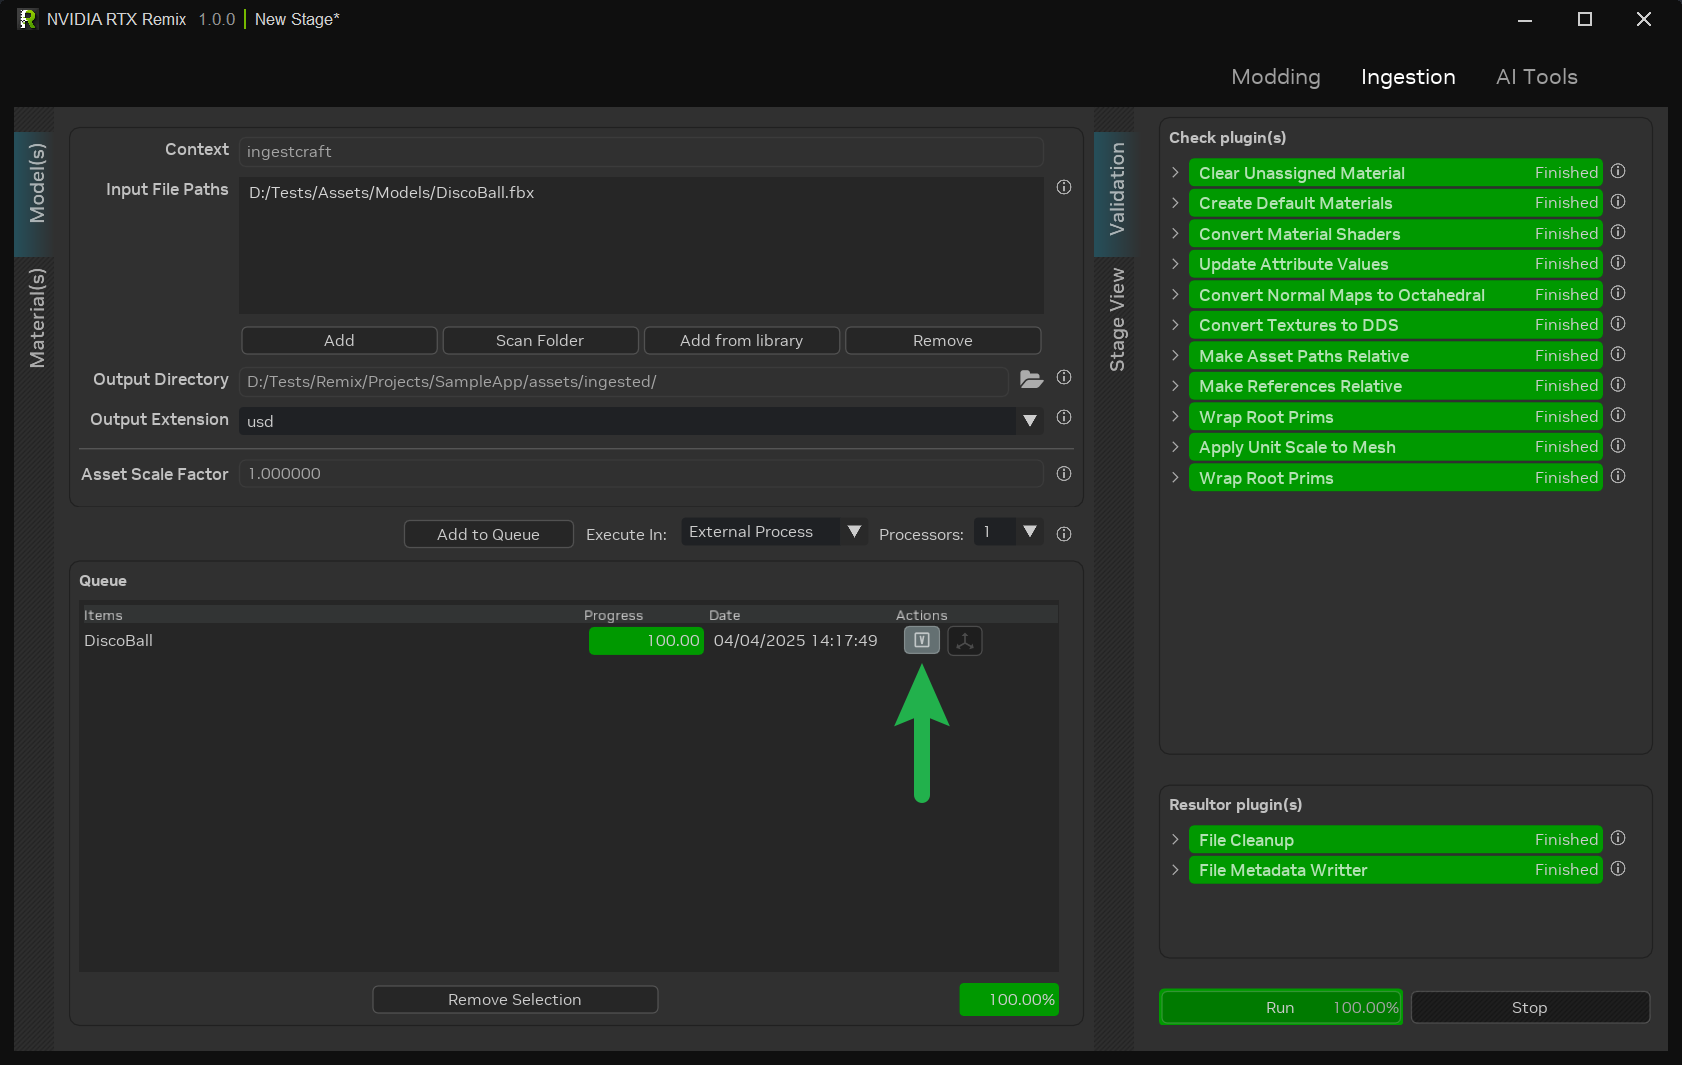 NVIDIA RTX Remix 1.0.0 | New Stage*
Modding Ingestion AI Tools
Model(s)
Material(s)
Context ingestcraft
Input File Paths D:/Tests/Assets/Models/DiscoBall.fbx
Add Scan Folder Add from library Remove
Output Directory D:/Tests/Remix/Projects/SampleApp/assets/ingested/
Output Extension usd
Asset Scale Factor 1.000000
Add to Queue Execute In: External Process Processors: 1
Queue
Items Progress Date Actions
DiscoBall 100.00 04/04/2025 14:17:49 V
Remove Selection 100.00%
Validation
Stage View
Check plugin(s)
Clear Unassigned Material Finished
Create Default Materials Finished
Convert Material Shaders Finished
Update Attribute Values Finished
Convert Normal Maps to Octahedral Finished
Convert Textures to DDS Finished
Make Asset Paths Relative Finished
Make References Relative Finished
Wrap Root Prims Finished
Apply Unit Scale to Mesh Finished
Wrap Root Prims Finished
Resultor plugin(s)
File Cleanup Finished
File Metadata Writter Finished
Run 100.00% Stop